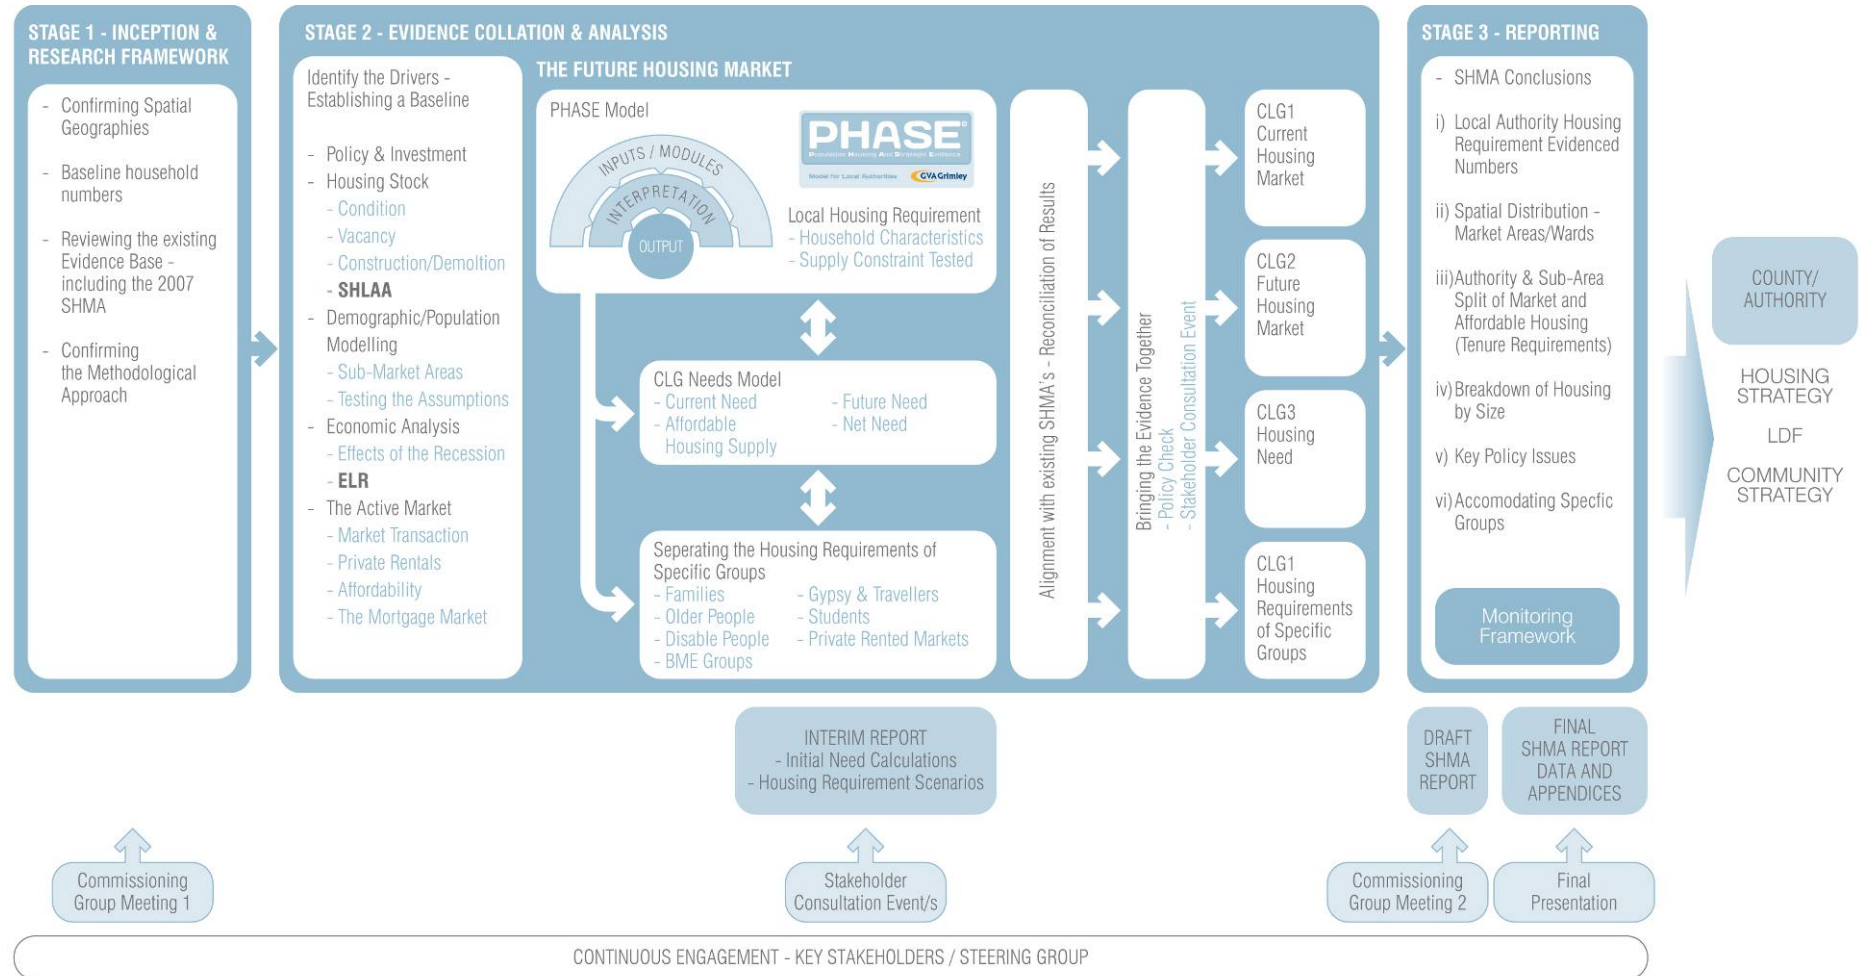 STAGE 1 - INCEPTION &
RESEARCH FRAMEWORK
- Confirming Spatial
Geographies
- Baseline household
numbers
- Reviewing the existing
Evidence Base -
including the 2007
SHMA
- Confirming
the Methodological
Approach
STAGE 2 - EVIDENCE COLLATION & ANALYSIS
Identify the Drivers -
Establishing a Baseline
- Policy & Investment
- Housing Stock
- Condition
- Vacancy
- Construction/Demoltion
- SHLAA
- Demographic/Population
Modelling
- Sub-Market Areas
- Testing the Assumptions
- Economic Analysis
- Effects of the Recession
- ELR
- The Active Market
- Market Transaction
- Private Rentals
- Affordability
- The Mortgage Market
THE FUTURE HOUSING MARKET
PHASE Model
INPUTS / MODULES
INTERPRETATION
OUTPUT
PHASE©
Population Housing And Strategic Evidence
Model for Local Authorities
GVA Grimley
Local Housing Requirement
- Household Characteristics
- Supply Constraint Tested
CLG Needs Model
- Current Need
- Affordable
Housing Supply
- Future Need
- Net Need
Seperating the Housing Requirements of
Specific Groups
- Families
- Older People
- Disable People
- BME Groups
- Gypsy & Travellers
- Students
- Private Rented Markets
Alignment with existing SHMA's - Reconciliation of Results
Bringing the Evidence Together
- Policy Check
- Stakeholder Consultation Event
CLG1
Current
Housing
Market
CLG2
Future
Housing
Market
CLG3
Housing
Need
CLG1
Housing
Requirements
of Specific
Groups
STAGE 3 - REPORTING
- SHMA Conclusions
i) Local Authority Housing
Requirement Evidenced
Numbers
ii) Spatial Distribution -
Market Areas/Wards
iii) Authority & Sub-Area
Split of Market and
Affordable Housing
(Tenure Requirements)
iv) Breakdown of Housing
by Size
v) Key Policy Issues
vi) Accomodating Specfic
Groups
Monitoring
Framework
COUNTY/
AUTHORITY
HOUSING
STRATEGY
LDF
COMMUNITY
STRATEGY
INTERIM REPORT
- Initial Need Calculations
- Housing Requirement Scenarios
DRAFT
SHMA
REPORT
FINAL
SHMA REPORT
DATA AND
APPENDICES
Commissioning
Group Meeting 1
Stakeholder
Consultation Event/s
Commissioning
Group Meeting 2
Final
Presentation
CONTINUOUS ENGAGEMENT - KEY STAKEHOLDERS / STEERING GROUP